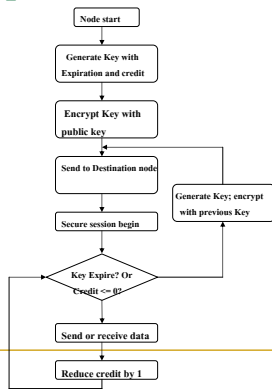 Node start
Generate Key with
Expiration and credit
Encrypt Key with
public key
Send to Destination node
Generate Key; encrypt
with previous Key
Secure session begin
Key Expire? Or
Credit <= 0?
Send or receive data
Reduce credit by 1